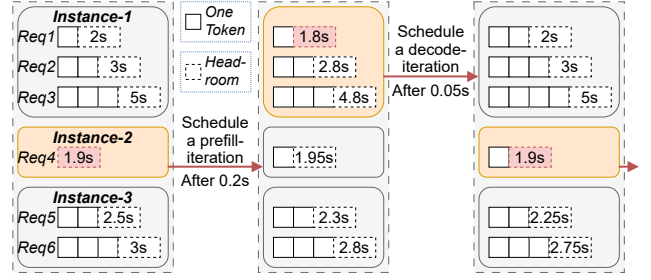 Instance-1
Req1 2s
Req2 3s
Req3 5s
Instance-2
Req4 1.9s
Instance-3
Req5 2.5s
Req6 3s
One
Token
Head-
room
Schedule
a prefill-
iteration
After 0.2s
1.8s
2.8s
4.8s
1.95s
2.3s
2.8s
Schedule
a decode-
iteration
After 0.05s
2s
3s
5s
1.9s
2.25s
2.75s